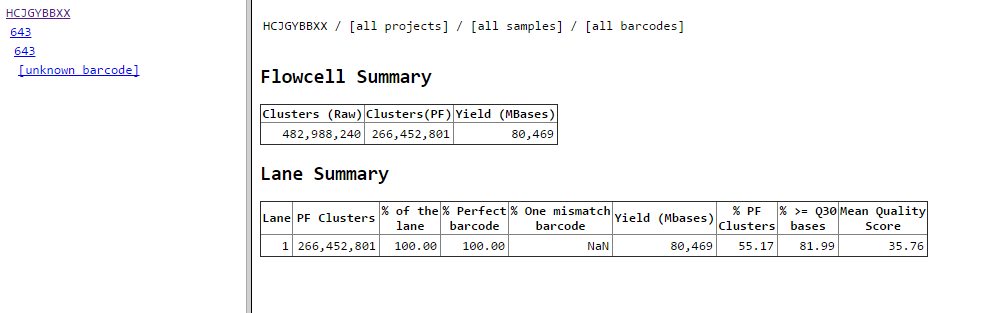 HCJGYBBXX
643
643
[unknown barcode]
HCJGYBBXX / [all projects] / [all samples] / [all barcodes]
Flowcell Summary
Clusters (Raw) Clusters(PF) Yield (MBases)
482,988,240 266,452,801 80,469
Lane Summary
Lane PF Clusters % of the lane % Perfect barcode % One mismatch barcode Yield (Mbases) % PF Clusters % >= Q30 bases Mean Quality Score
1 266,452,801 100.00 100.00 NaN 80,469 55.17 81.99 35.76